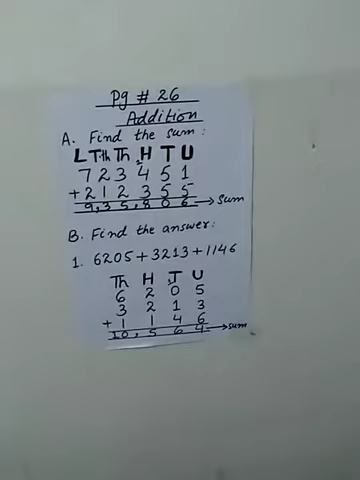 Pg # 26
Addition
A. Find the sum:
L T.th Th H T U
7 2 3 4 5 1
+ 2 1 2 3 5 5
9, 3 5, 8 0 6 → sum
B. Find the answer:
1. 6205 + 3213 + 1146
Th H T U
6 2 0 5
3 2 1 3
+ 1 1 4 6
10, 5 6 4 → sum